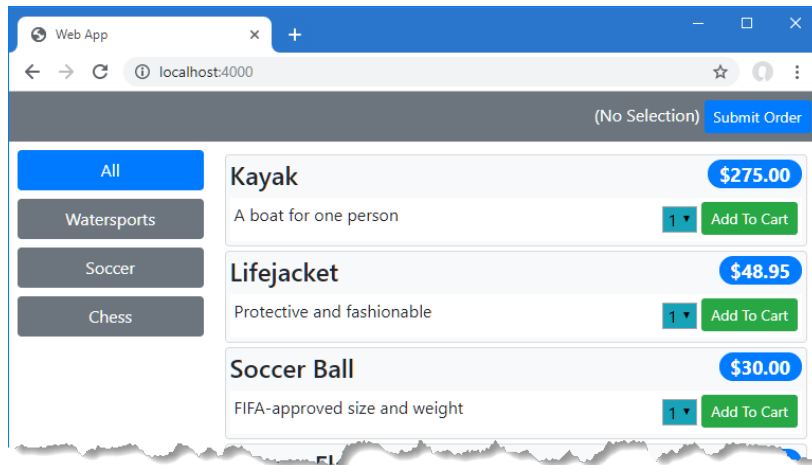 Web App
localhost:4000
(No Selection) Submit Order
All
Kayak $275.00
Watersports
A boat for one person 1 Add To Cart
Soccer
Lifejacket $48.95
Chess
Protective and fashionable 1 Add To Cart
Soccer Ball $30.00
FIFA-approved size and weight 1 Add To Cart